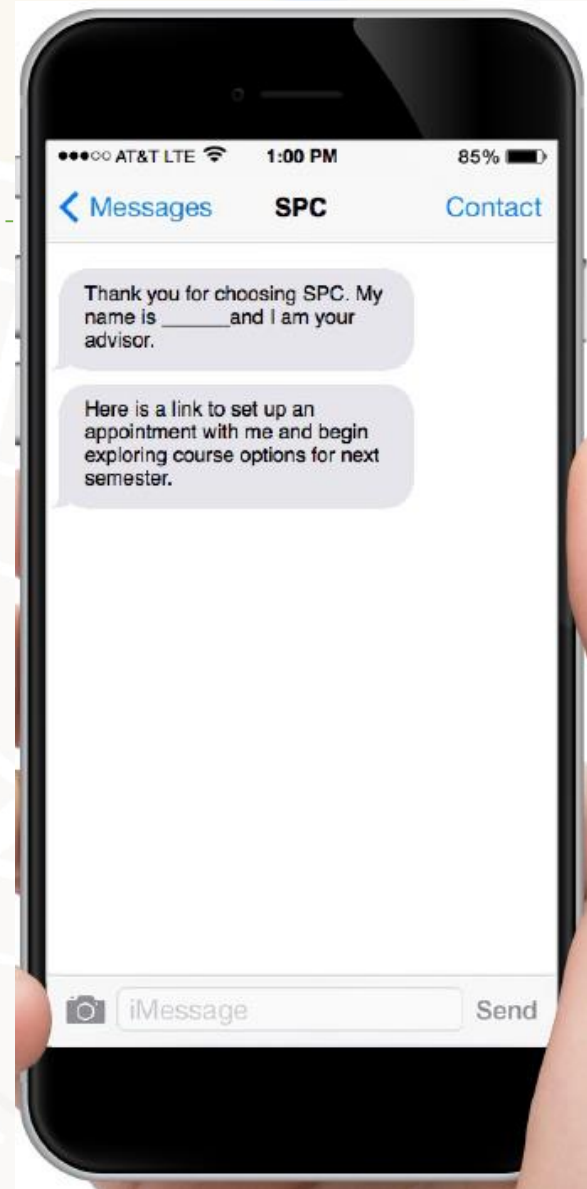 AT&T LTE 1:00 PM 85%
Messages SPC Contact
Thank you for choosing SPC. My
name is ______and I am your
advisor.
Here is a link to set up an
appointment with me and begin
exploring course options for next
semester.
iMessage Send